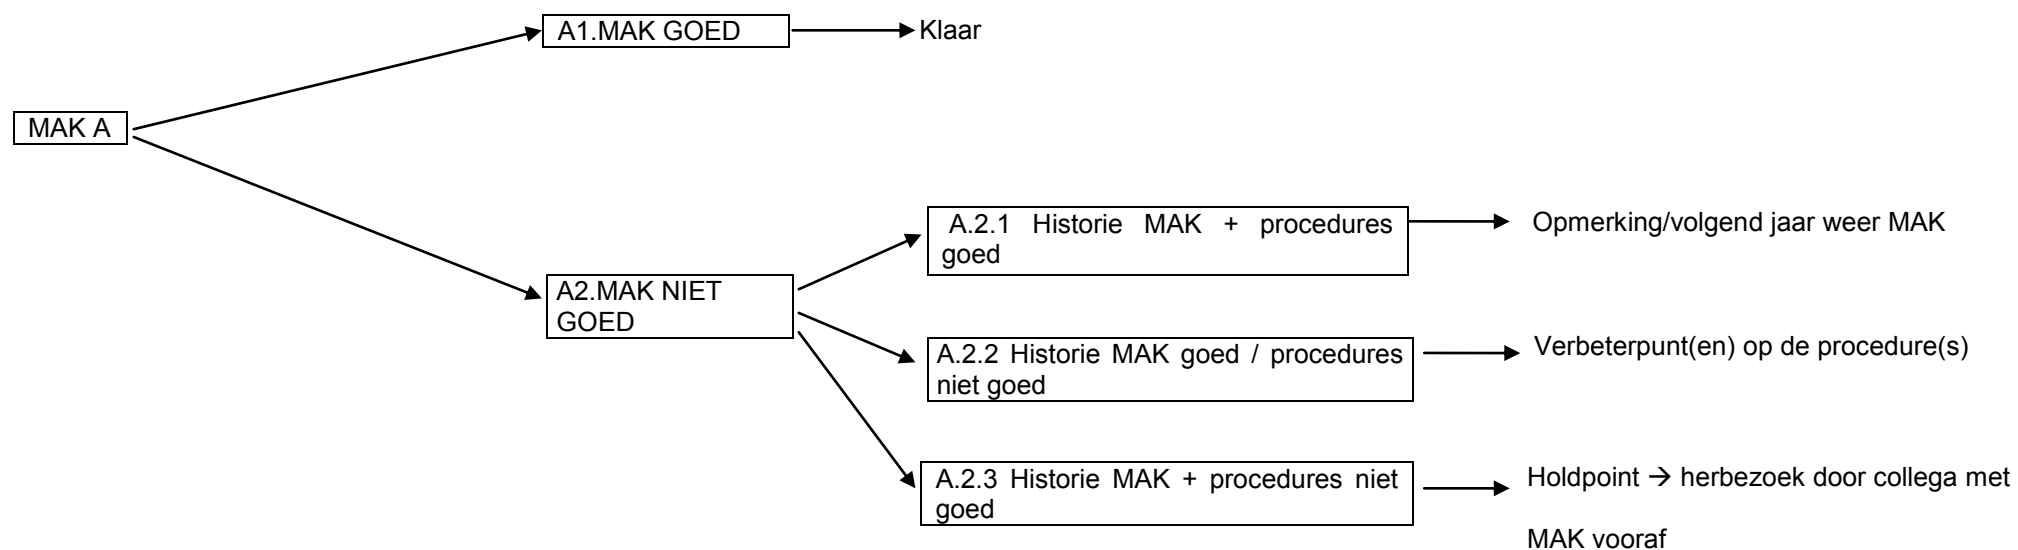 A1.MAK GOED
Klaar
MAK A
A.2.1 Historie MAK + procedures
goed
Opmerking/volgend jaar weer MAK
A2.MAK NIET
GOED
A.2.2 Historie MAK goed / procedures
niet goed
Verbeterpunt(en) op de procedure(s)
A.2.3 Historie MAK + procedures niet
goed
Holdpoint → herbezoek door collega met
MAK vooraf